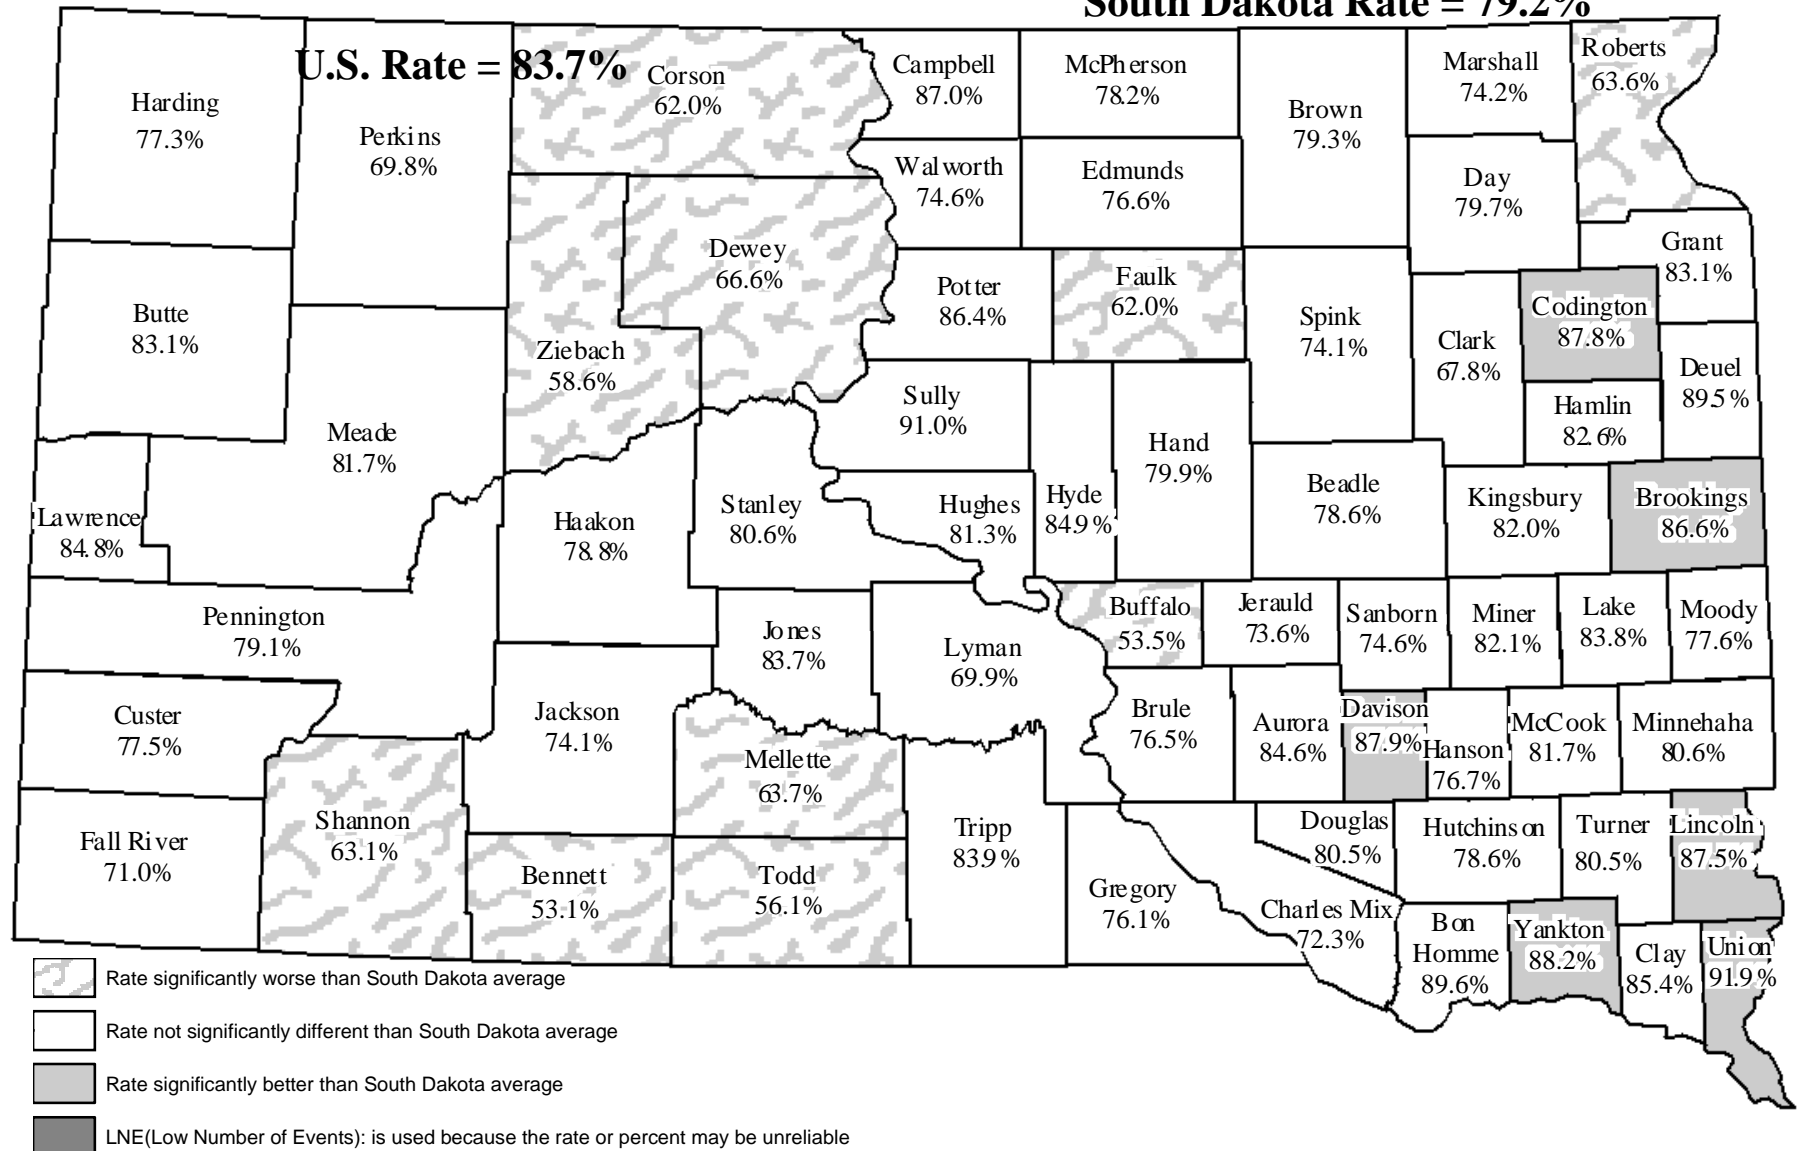 South Dakota Rate = 79.2%
U.S. Rate = 83.7%
Harding
77.3%
Perkins
69.8%
Corson
62.0%
Campbell
87.0%
McPherson
78.2%
Brown
79.3%
Marshall
74.2%
Roberts
63.6%
Walworth
74.6%
Edmunds
76.6%
Day
79.7%
Butte
83.1%
Dewey
66.6%
Potter
86.4%
Faulk
62.0%
Grant
83.1%
Codington
87.8%
Ziebach
58.6%
Spink
74.1%
Clark
67.8%
Deuel
89.5%
Meade
81.7%
Sully
91.0%
Hamlin
82.6%
Hand
79.9%
Lawrence
84.8%
Haakon
78.8%
Stanley
80.6%
Hughes
81.3%
Hyde
84.9%
Beadle
78.6%
Kingsbury
82.0%
Brookings
86.6%
Pennington
79.1%
Jones
83.7%
Lyman
69.9%
Buffalo
53.5%
Jerauld
73.6%
Sanborn
74.6%
Miner
82.1%
Lake
83.8%
Moody
77.6%
Custer
77.5%
Jackson
74.1%
Mellette
63.7%
Brule
76.5%
Aurora
84.6%
Davison
87.9%
Hanson
76.7%
McCook
81.7%
Minnehaha
80.6%
Fall River
71.0%
Shannon
63.1%
Bennett
53.1%
Todd
56.1%
Tripp
83.9%
Gregory
76.1%
Douglas
80.5%
Charles Mix
72.3%
Hutchinson
78.6%
Turner
80.5%
Lincoln
87.5%
Bon
Homme
89.6%
Yankton
88.2%
Clay
85.4%
Union
91.9%
Rate significantly worse than South Dakota average
Rate not significantly different than South Dakota average
Rate significantly better than South Dakota average
LNE(Low Number of Events): is used because the rate or percent may be unreliable